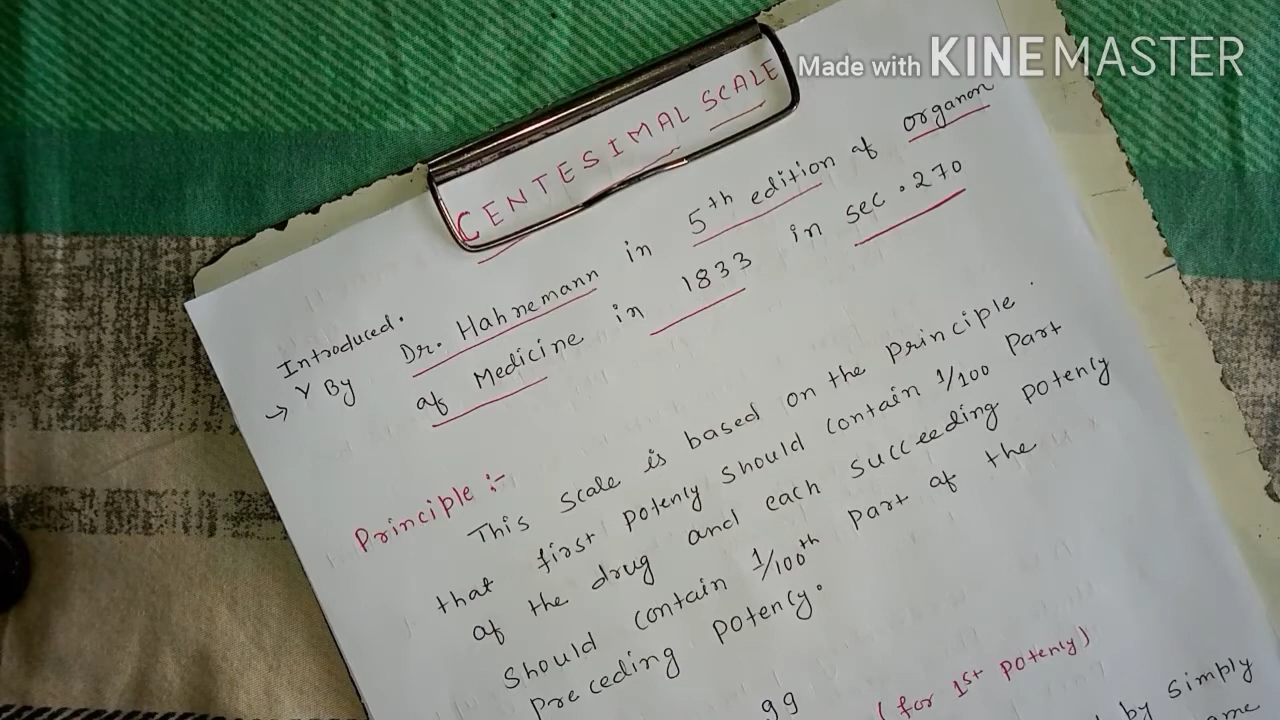 Made with KINEMASTER
CENTESIMAL SCALE
Introduced.
→ By Dr. Hahnemann in 5th edition of organon
of Medicine in 1833 in sec. 270
Principle :-
This Scale is based on the principle.
that first potency should contain 1/100 part
of the drug and each succeeding potency
Should contain 1/100th part of the
preceding potency.
99 (for 1st potency)
by simply